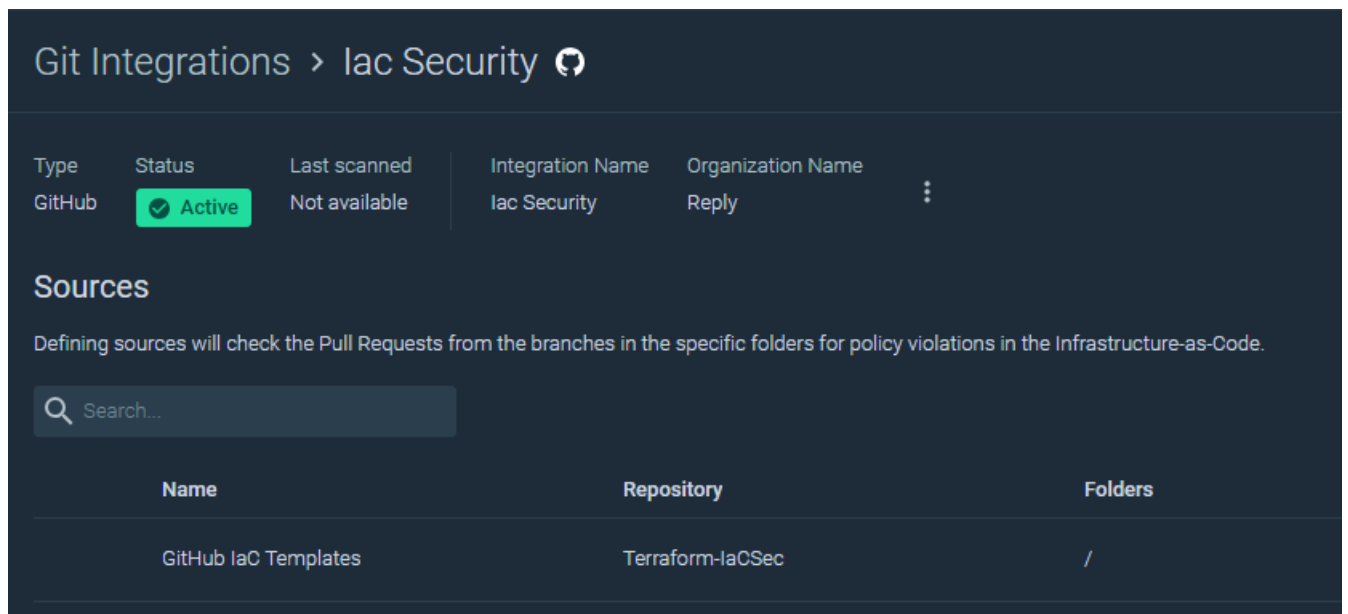 Git Integrations > Iac Security
Type Status Last scanned Integration Name Organization Name
GitHub Active Not available Iac Security Reply
Sources
Defining sources will check the Pull Requests from the branches in the specific folders for policy violations in the Infrastructure-as-Code.
Search...
Name Repository Folders
GitHub IaC Templates Terraform-IaCSec /